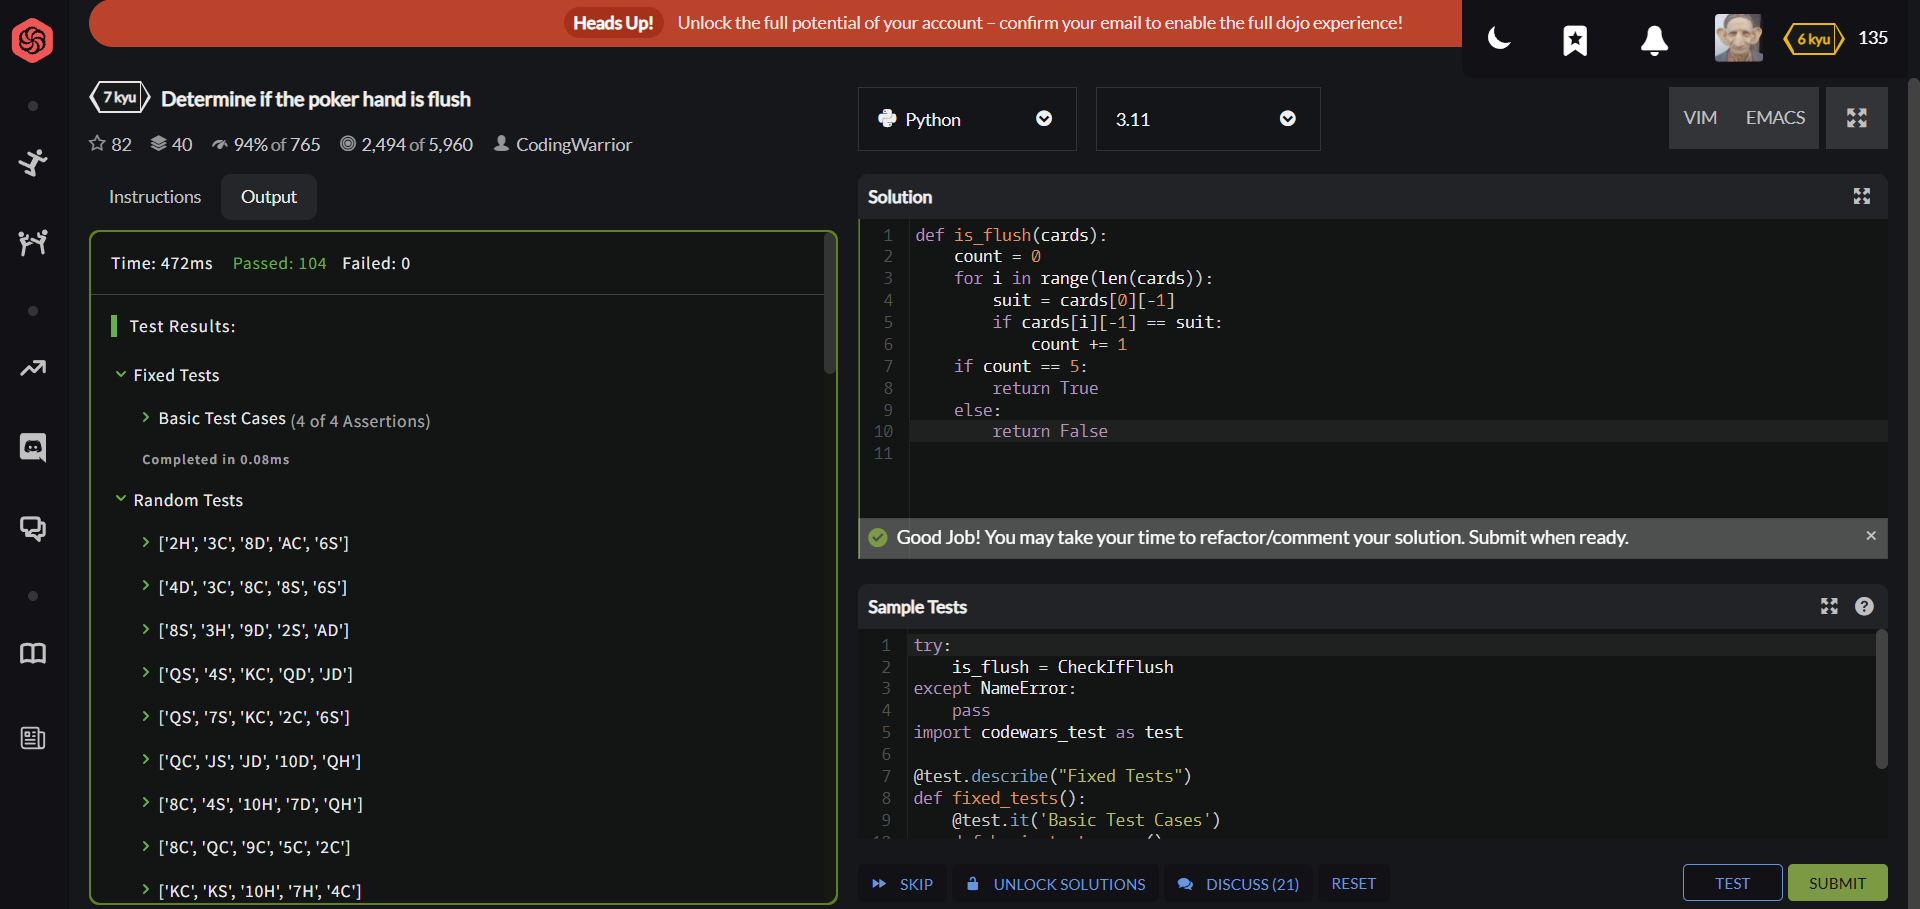 Heads Up! Unlock the full potential of your account – confirm your email to enable the full dojo experience!
6 kyu 135
7 kyu Determine if the poker hand is flush
82 40 94% of 765 2,494 of 5,960 CodingWarrior
Instructions Output
Time: 472ms Passed: 104 Failed: 0
Test Results:
Fixed Tests
Basic Test Cases (4 of 4 Assertions)
Completed in 0.08ms
Random Tests
['2H', '3C', '8D', 'AC', '6S']
['4D', '3C', '8C', '8S', '6S']
['8S', '3H', '9D', '2S', 'AD']
['QS', '4S', 'KC', 'QD', 'JD']
['QS', '7S', 'KC', '2C', '6S']
['QC', 'JS', 'JD', '10D', 'QH']
['8C', '4S', '10H', '7D', 'QH']
['8C', 'QC', '9C', '5C', '2C']
['KC', 'KS', '10H', '7H', '4C']
Python 3.11 VIM EMACS
Solution
1 def is_flush(cards):
2 count = 0
3 for i in range(len(cards)):
4 suit = cards[0][-1]
5 if cards[i][-1] == suit:
6 count += 1
7 if count == 5:
8 return True
9 else:
10 return False
11
Good Job! You may take your time to refactor/comment your solution. Submit when ready.
Sample Tests
1 try:
2 is_flush = CheckIfFlush
3 except NameError:
4 pass
5 import codewars_test as test
6
7 @test.describe("Fixed Tests")
8 def fixed_tests():
9 @test.it('Basic Test Cases')
SKIP UNLOCK SOLUTIONS DISCUSS (21) RESET TEST SUBMIT